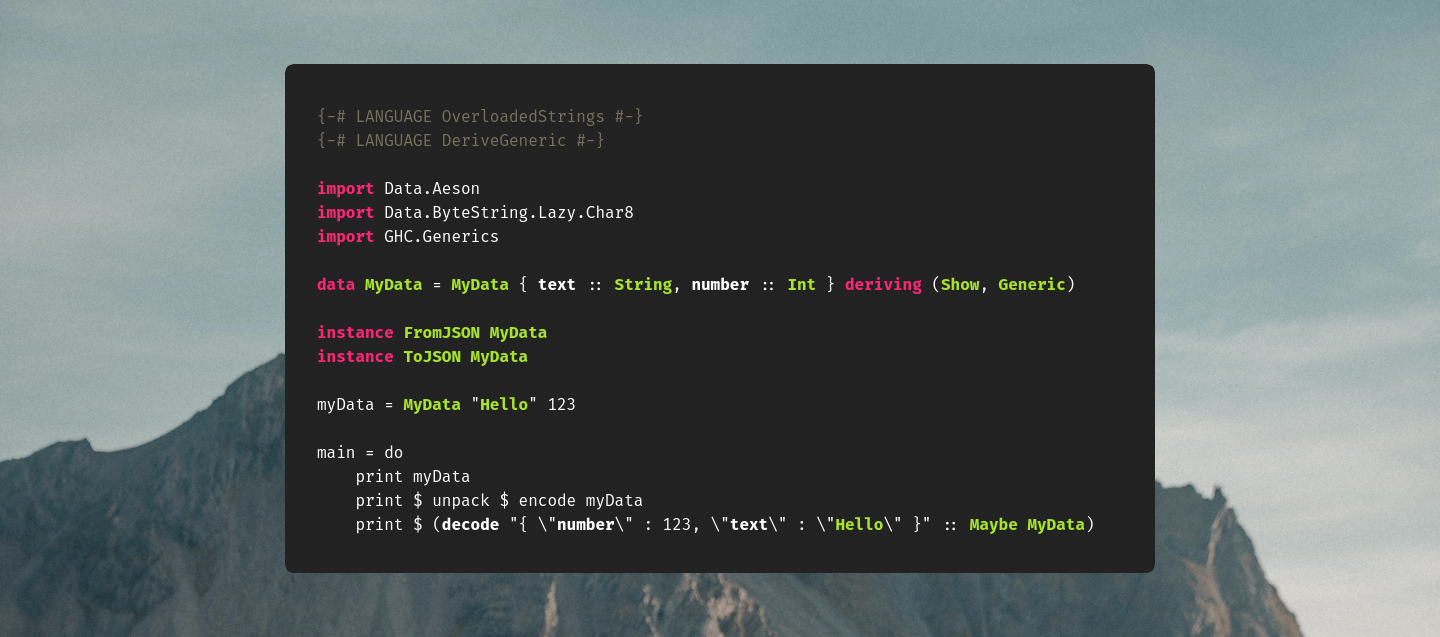 {-# LANGUAGE OverloadedStrings #-}
{-# LANGUAGE DeriveGeneric #-}
import Data.Aeson
import Data.ByteString.Lazy.Char8
import GHC.Generics
data MyData = MyData { text :: String, number :: Int } deriving (Show, Generic)
instance FromJSON MyData
instance ToJSON MyData
myData = MyData "Hello" 123
main = do
    print myData
    print $ unpack $ encode myData
    print $ (decode "{ \"number\" : 123, \"text\" : \"Hello\" }" :: Maybe MyData)